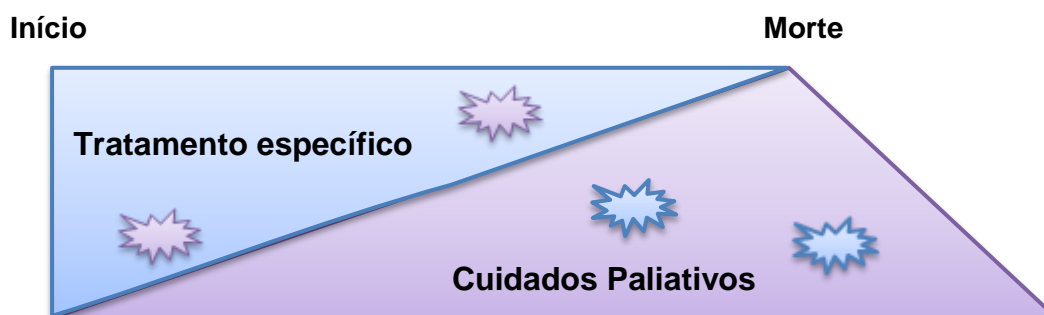 Início
Morte
Tratamento específico
Cuidados Paliativos